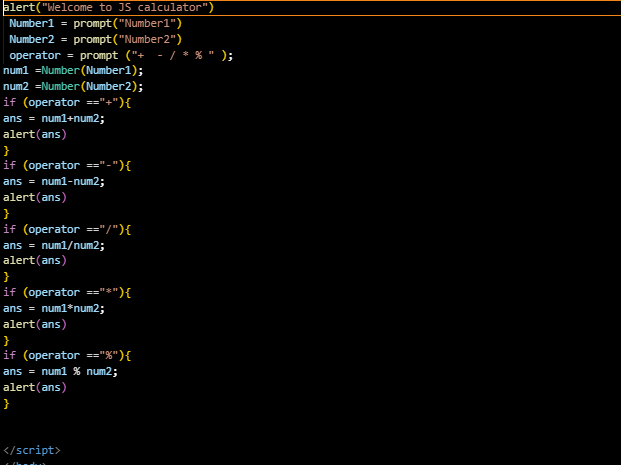 alert("Welcome to JS calculator")
Number1 = prompt("Number1")
Number2 = prompt("Number2")
operator = prompt ("+  - / * % " );
num1 =Number(Number1);
num2 =Number(Number2);
if (operator =="+"){
ans = num1+num2;
alert(ans)
}
if (operator =="-"){
ans = num1-num2;
alert(ans)
}
if (operator =="/"){
ans = num1/num2;
alert(ans)
}
if (operator =="*"){
ans = num1*num2;
alert(ans)
}
if (operator =="%"){
ans = num1 % num2;
alert(ans)
}
</script>
</body>